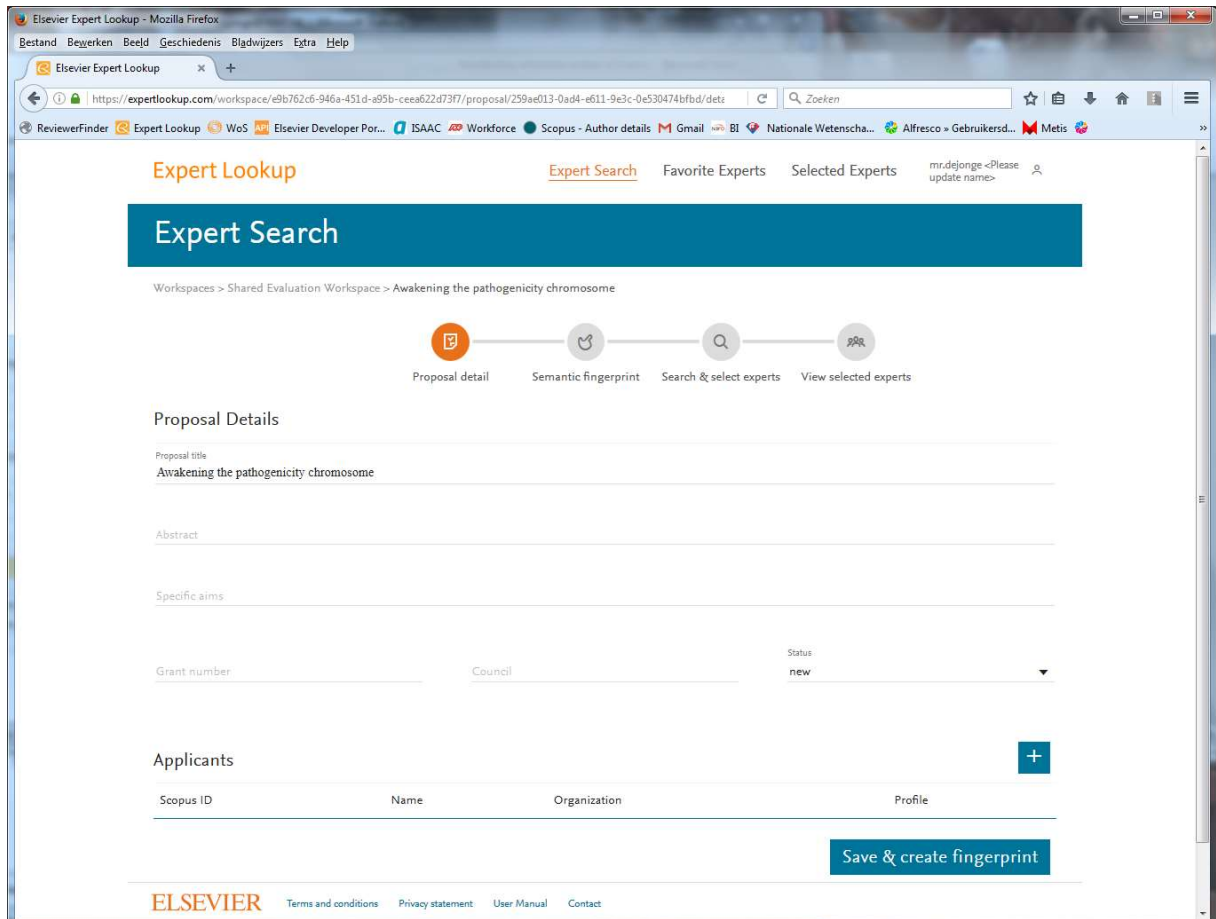 Elsevier Expert Lookup - Mozilla Firefox
Bestand Bewerken Beeld Geschiedenis Bladwijzers Extra Help
Elsevier Expert Lookup × +
https://expertlookup.com/workspace/e9b762c6-946a-451d-a95b-ceea622d73f7/proposal/259ae013-0ad4-e611-9e3c-0e530474bfbd/deta Zoeken
ReviewerFinder Expert Lookup WoS API Elsevier Developer Por... ISAAC ADP Workforce Scopus - Author details Gmail BI Nationale Wetenscha... Alfresco » Gebruikersd... Metis »
Expert Lookup Expert Search Favorite Experts Selected Experts mr.dejonge <Please
update name>
Expert Search
Workspaces > Shared Evaluation Workspace > Awakening the pathogenicity chromosome
Proposal detail Semantic fingerprint Search & select experts View selected experts
Proposal Details
Proposal title
Awakening the pathogenicity chromosome
Abstract
Specific aims
Status
Grant number Council new
Applicants +
Scopus ID Name Organization Profile
Save & create fingerprint
ELSEVIER Terms and conditions Privacy statement User Manual Contact